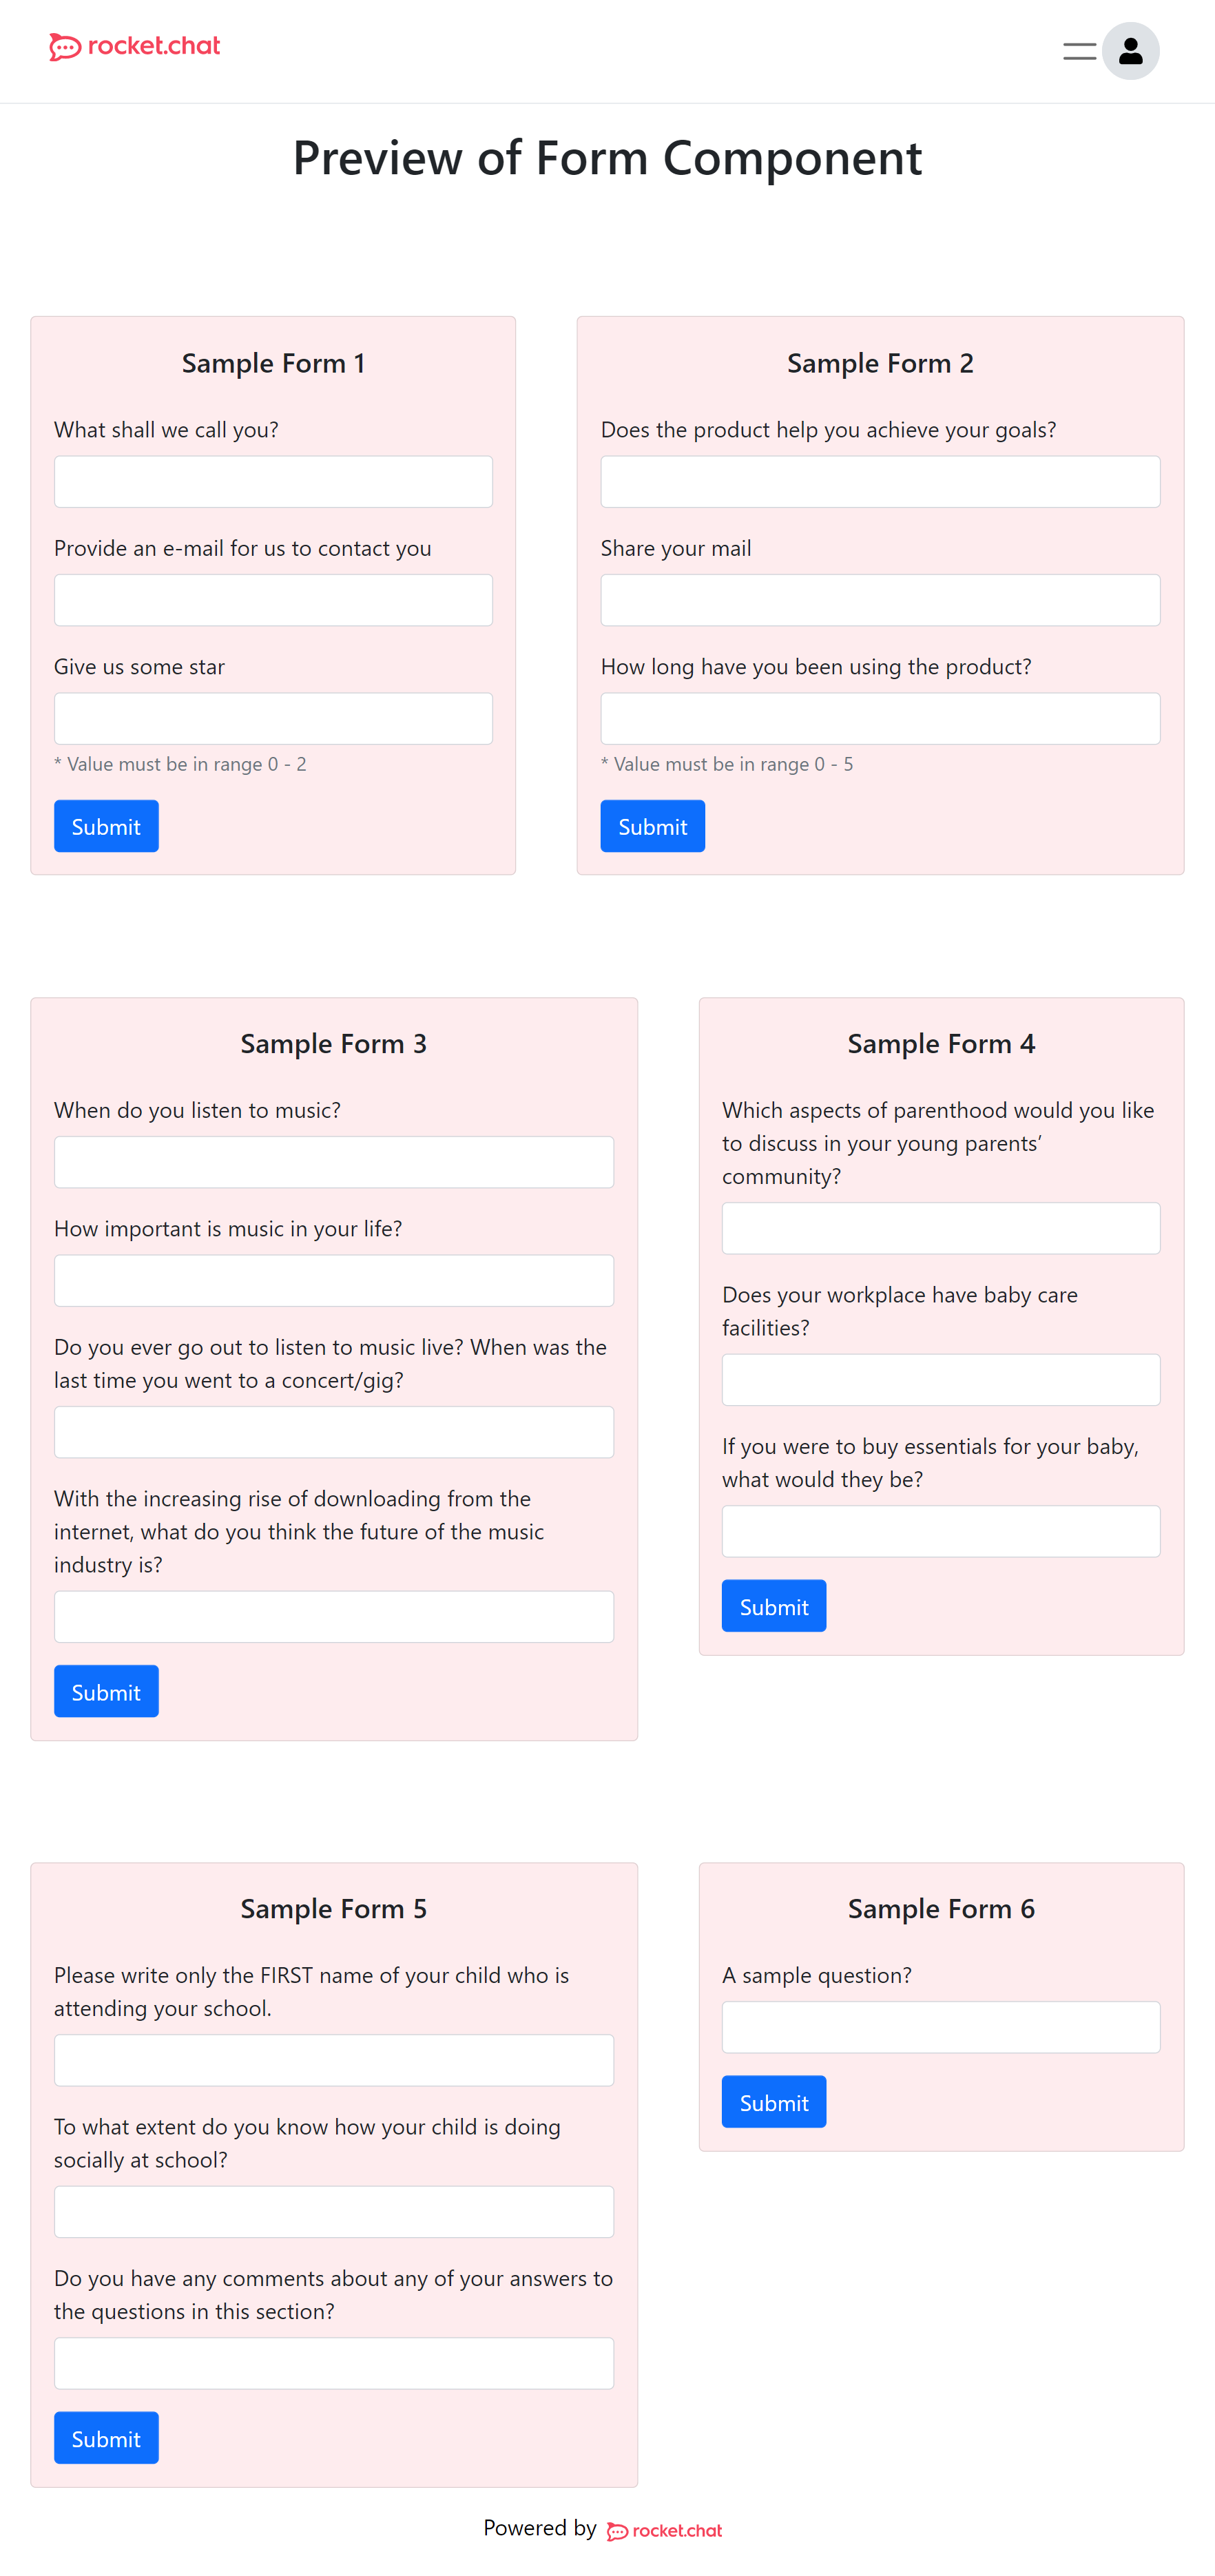 rocket.chat
Preview of Form Component
Sample Form 1
What shall we call you?
Provide an e-mail for us to contact you
Give us some star
* Value must be in range 0 - 2
Submit
Sample Form 2
Does the product help you achieve your goals?
Share your mail
How long have you been using the product?
* Value must be in range 0 - 5
Submit
Sample Form 3
When do you listen to music?
How important is music in your life?
Do you ever go out to listen to music live? When was the
last time you went to a concert/gig?
With the increasing rise of downloading from the
internet, what do you think the future of the music
industry is?
Submit
Sample Form 4
Which aspects of parenthood would you like
to discuss in your young parents’
community?
Does your workplace have baby care
facilities?
If you were to buy essentials for your baby,
what would they be?
Submit
Sample Form 5
Please write only the FIRST name of your child who is
attending your school.
To what extent do you know how your child is doing
socially at school?
Do you have any comments about any of your answers to
the questions in this section?
Submit
Sample Form 6
A sample question?
Submit
Powered by rocket.chat